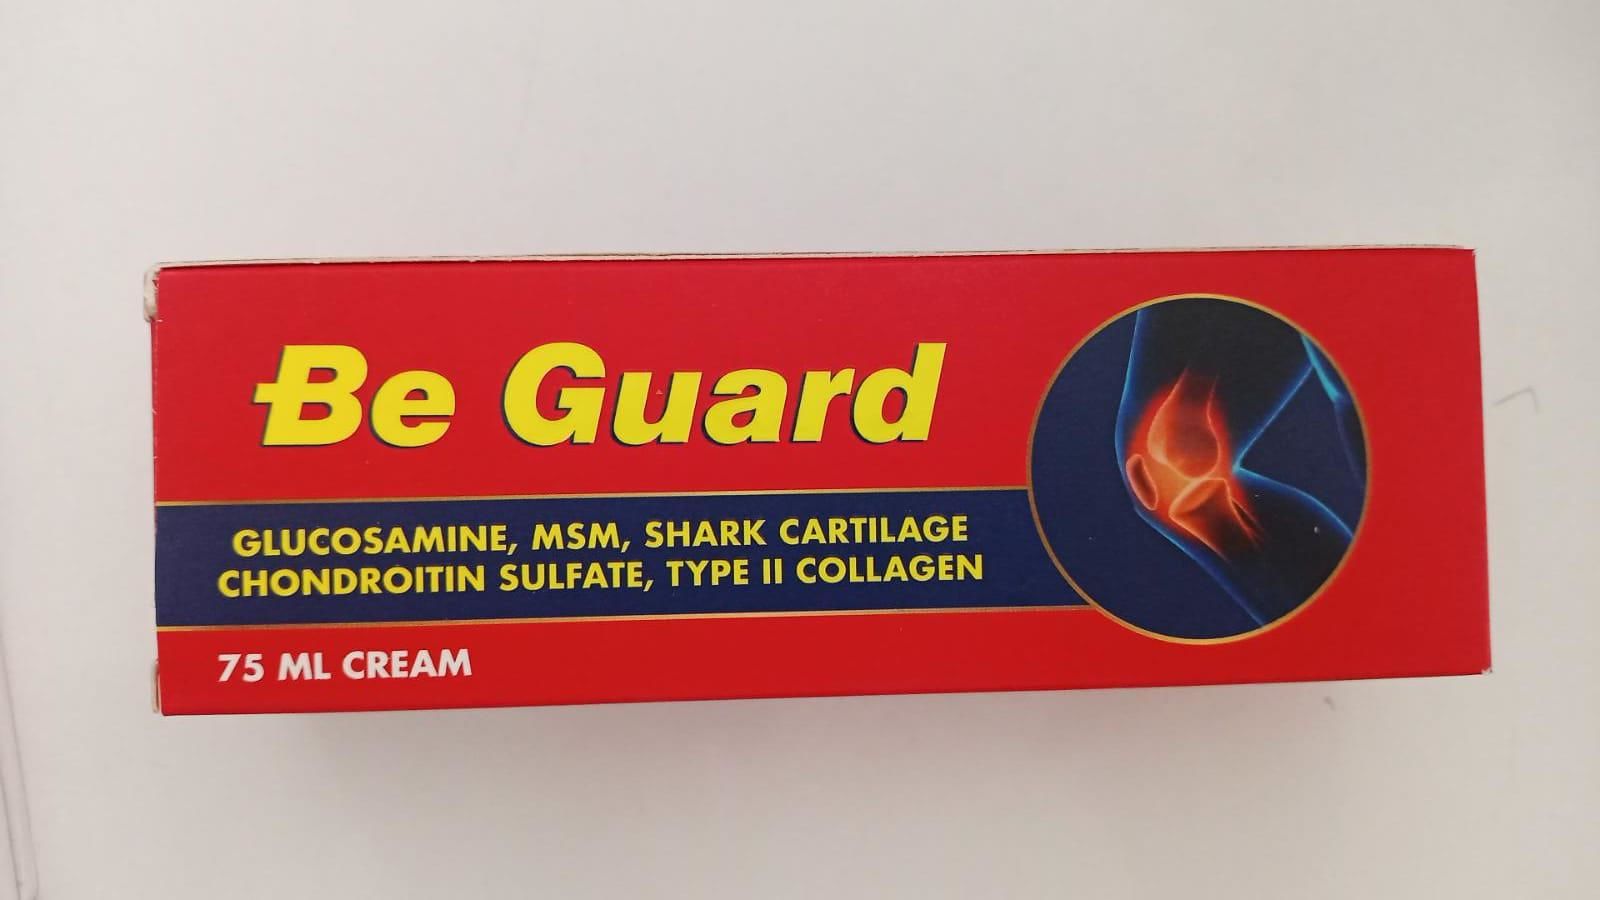 Be Guard
GLUCOSAMINE, MSM, SHARK CARTILAGE
CHONDROITIN SULFATE, TYPE II COLLAGEN
75 ML CREAM